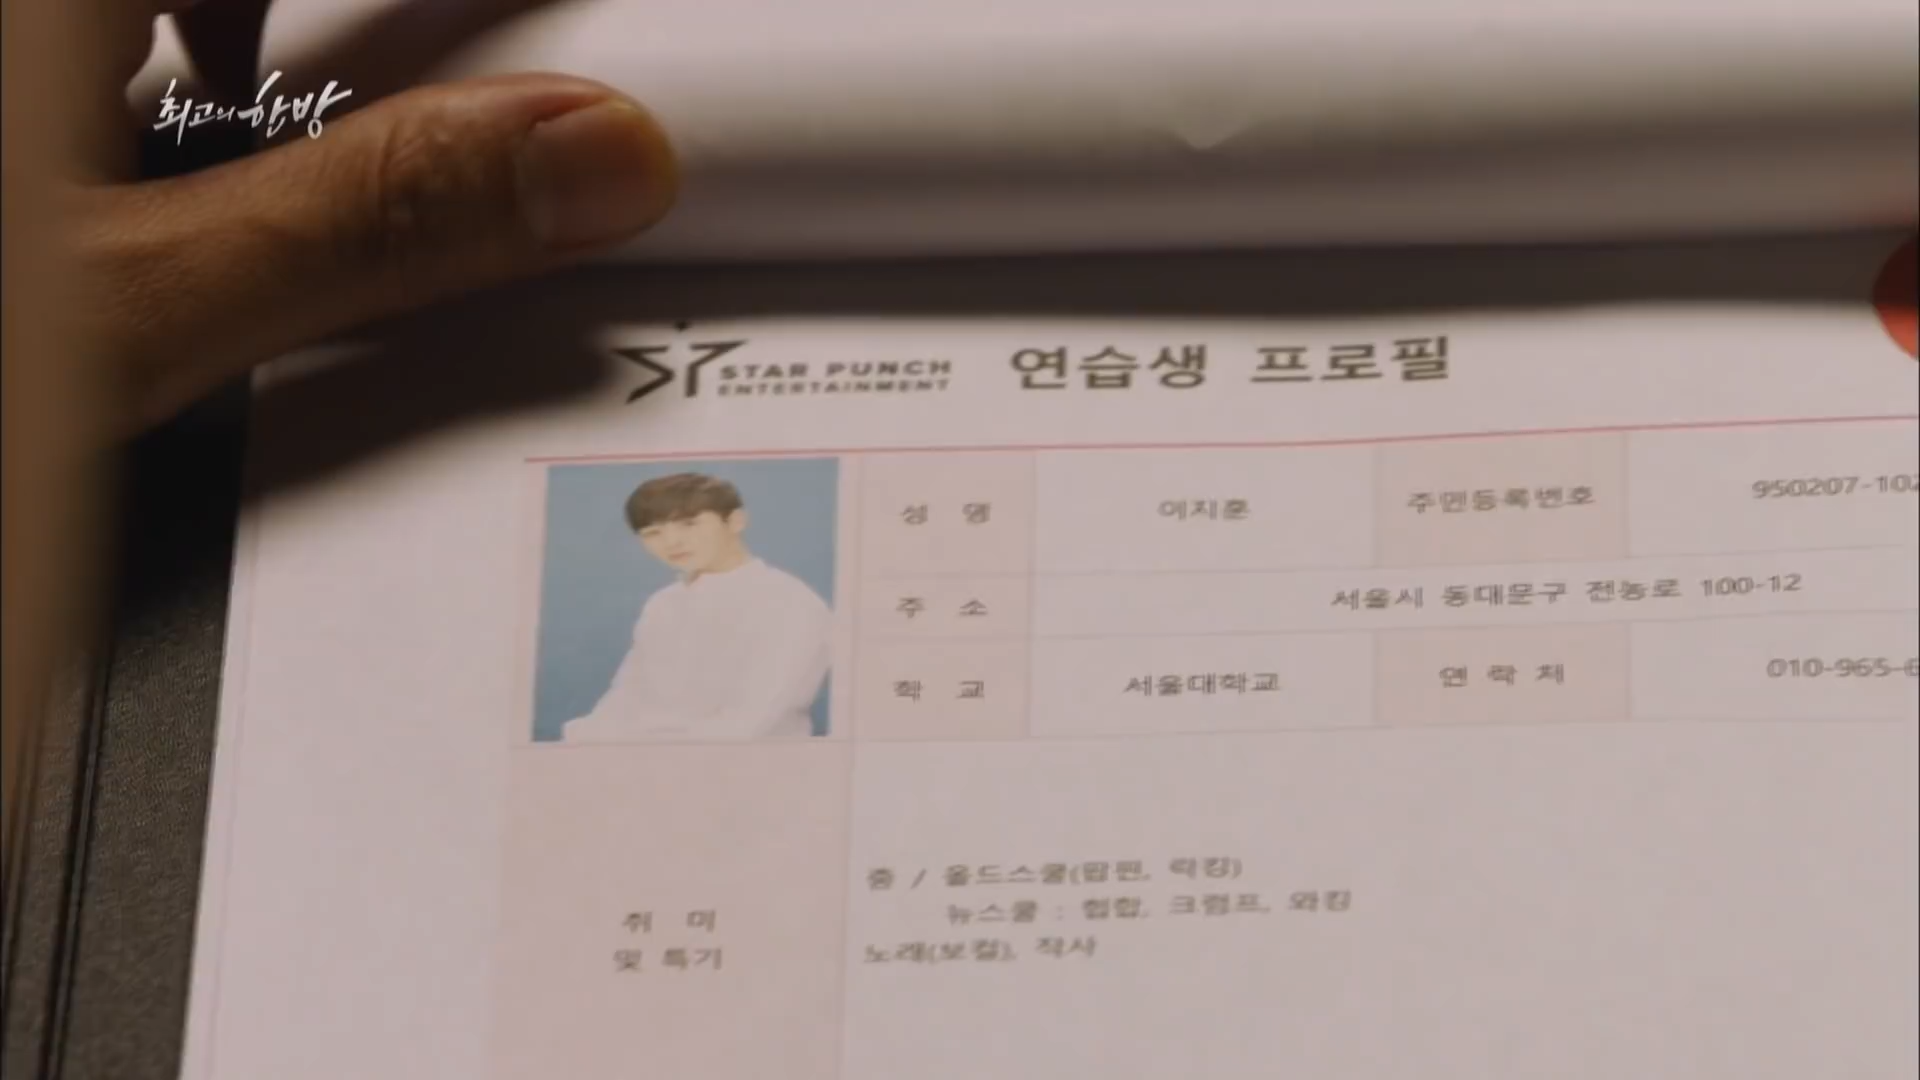 최고의 한방
STAR PUNCH
ENTERTAINMENT
연습생 프로필
성 명 이지훈 주민등록번호 950207-102
주 소 서울시 동대문구 전농로 100-12
학 교 서울대학교 연 락 처 010-965-6
취 미
및 특기
춤 / 올드스쿨(팝핀, 락킹)
뉴스쿨 : 힙합, 크럼프, 와킹
노래(보컬), 작사